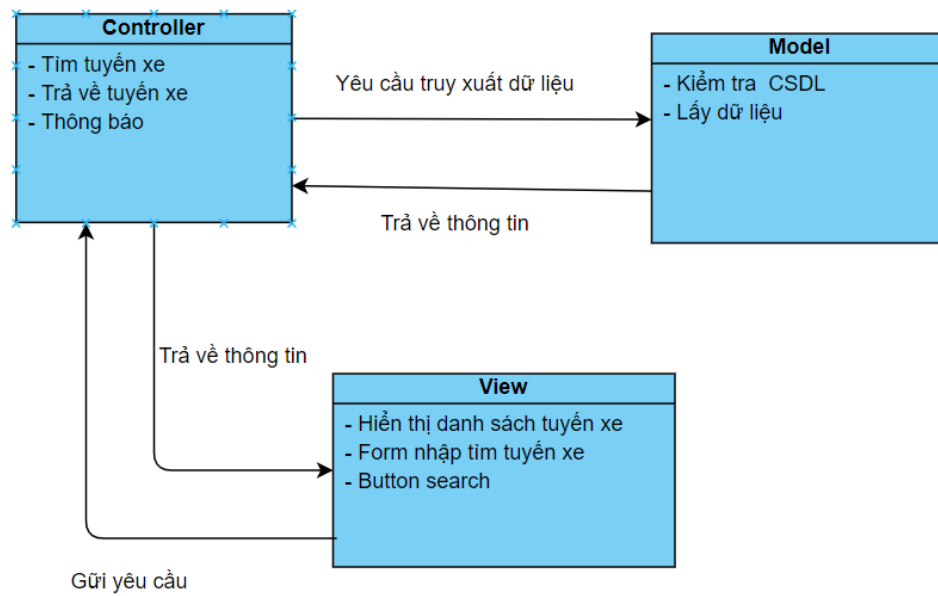 Controller
- Tìm tuyến xe
- Trả về tuyến xe
- Thông báo
Yêu cầu truy xuất dữ liệu
Model
- Kiểm tra CSDL
- Lấy dữ liệu
Trả về thông tin
Trả về thông tin
View
- Hiển thị danh sách tuyến xe
- Form nhập tìm tuyến xe
- Button search
Gữi yêu cầu